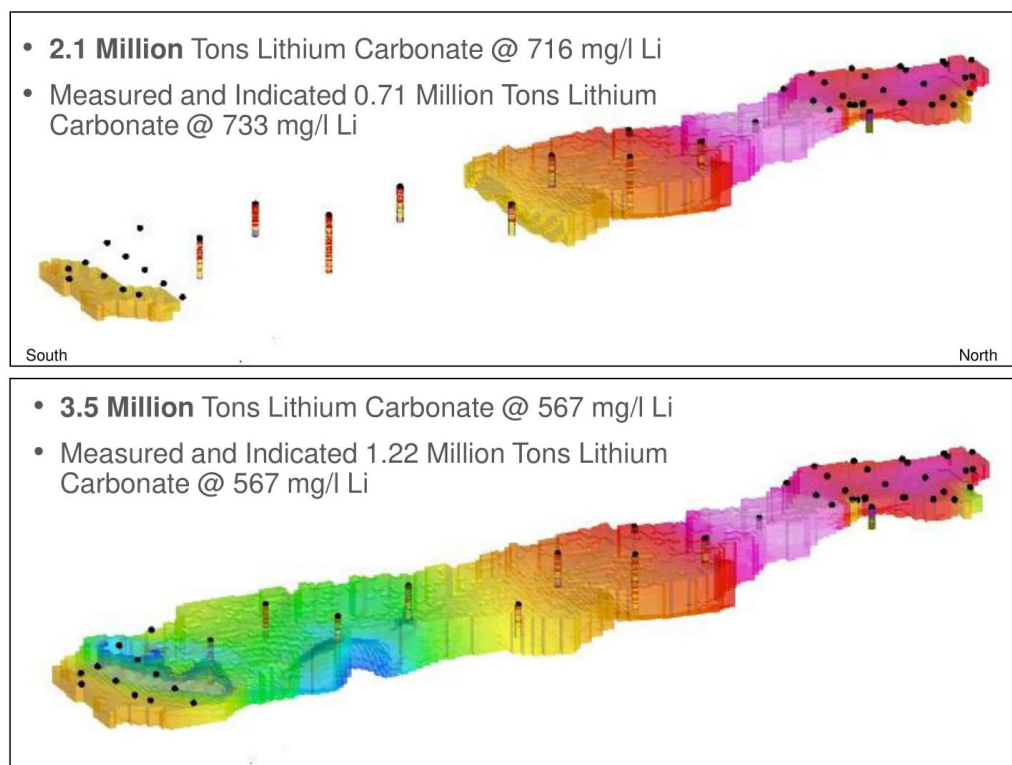 • 2.1 Million Tons Lithium Carbonate @ 716 mg/l Li
• Measured and Indicated 0.71 Million Tons Lithium
Carbonate @ 733 mg/l Li
South
North
• 3.5 Million Tons Lithium Carbonate @ 567 mg/l Li
• Measured and Indicated 1.22 Million Tons Lithium
Carbonate @ 567 mg/l Li